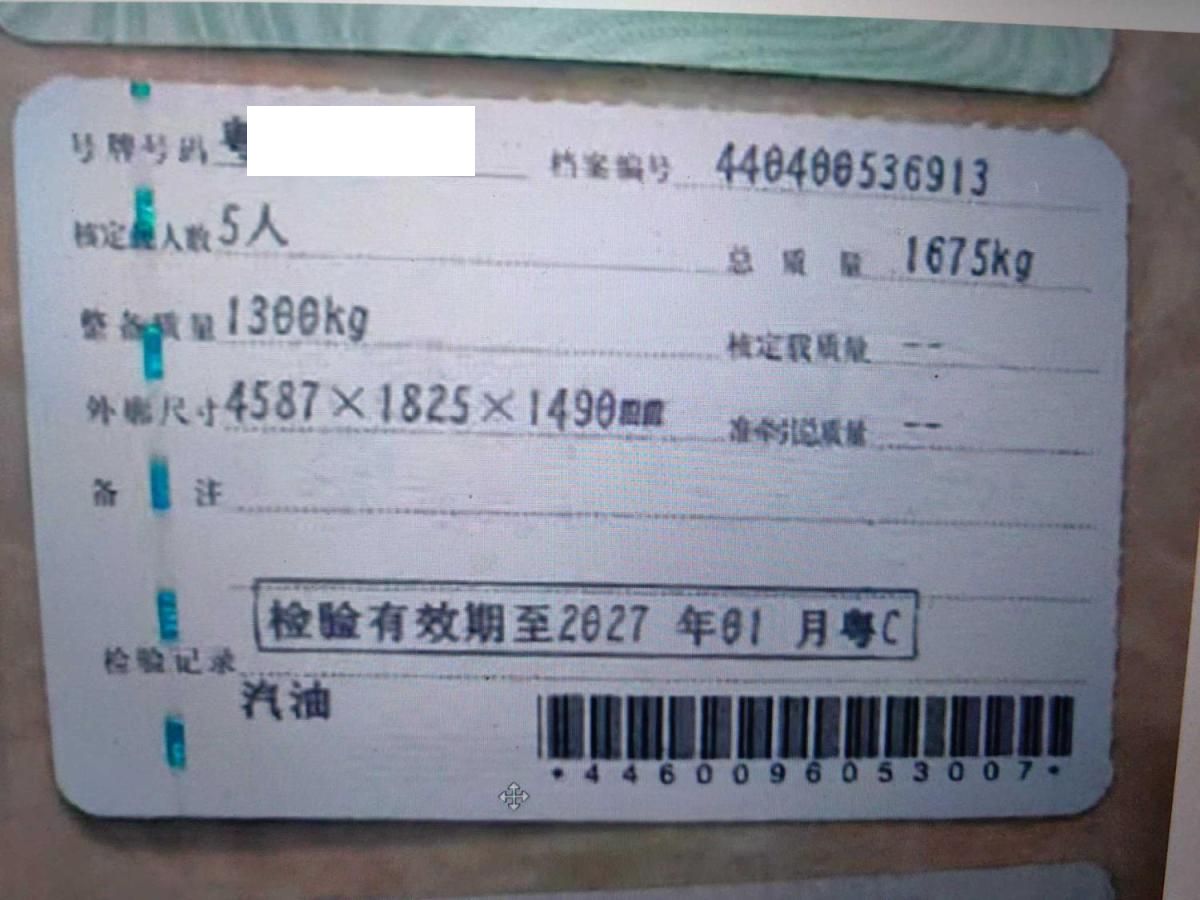 号牌号码 粤
档案编号 440400536913
核定载人数 5人
总质量 1675kg
整备质量 1300kg
核定载质量 --
外廓尺寸 4587×1825×1490mm
准牵引总质量 --
备注
检验有效期至2027 年01 月粤C
检验记录
汽油
*4460096053007*